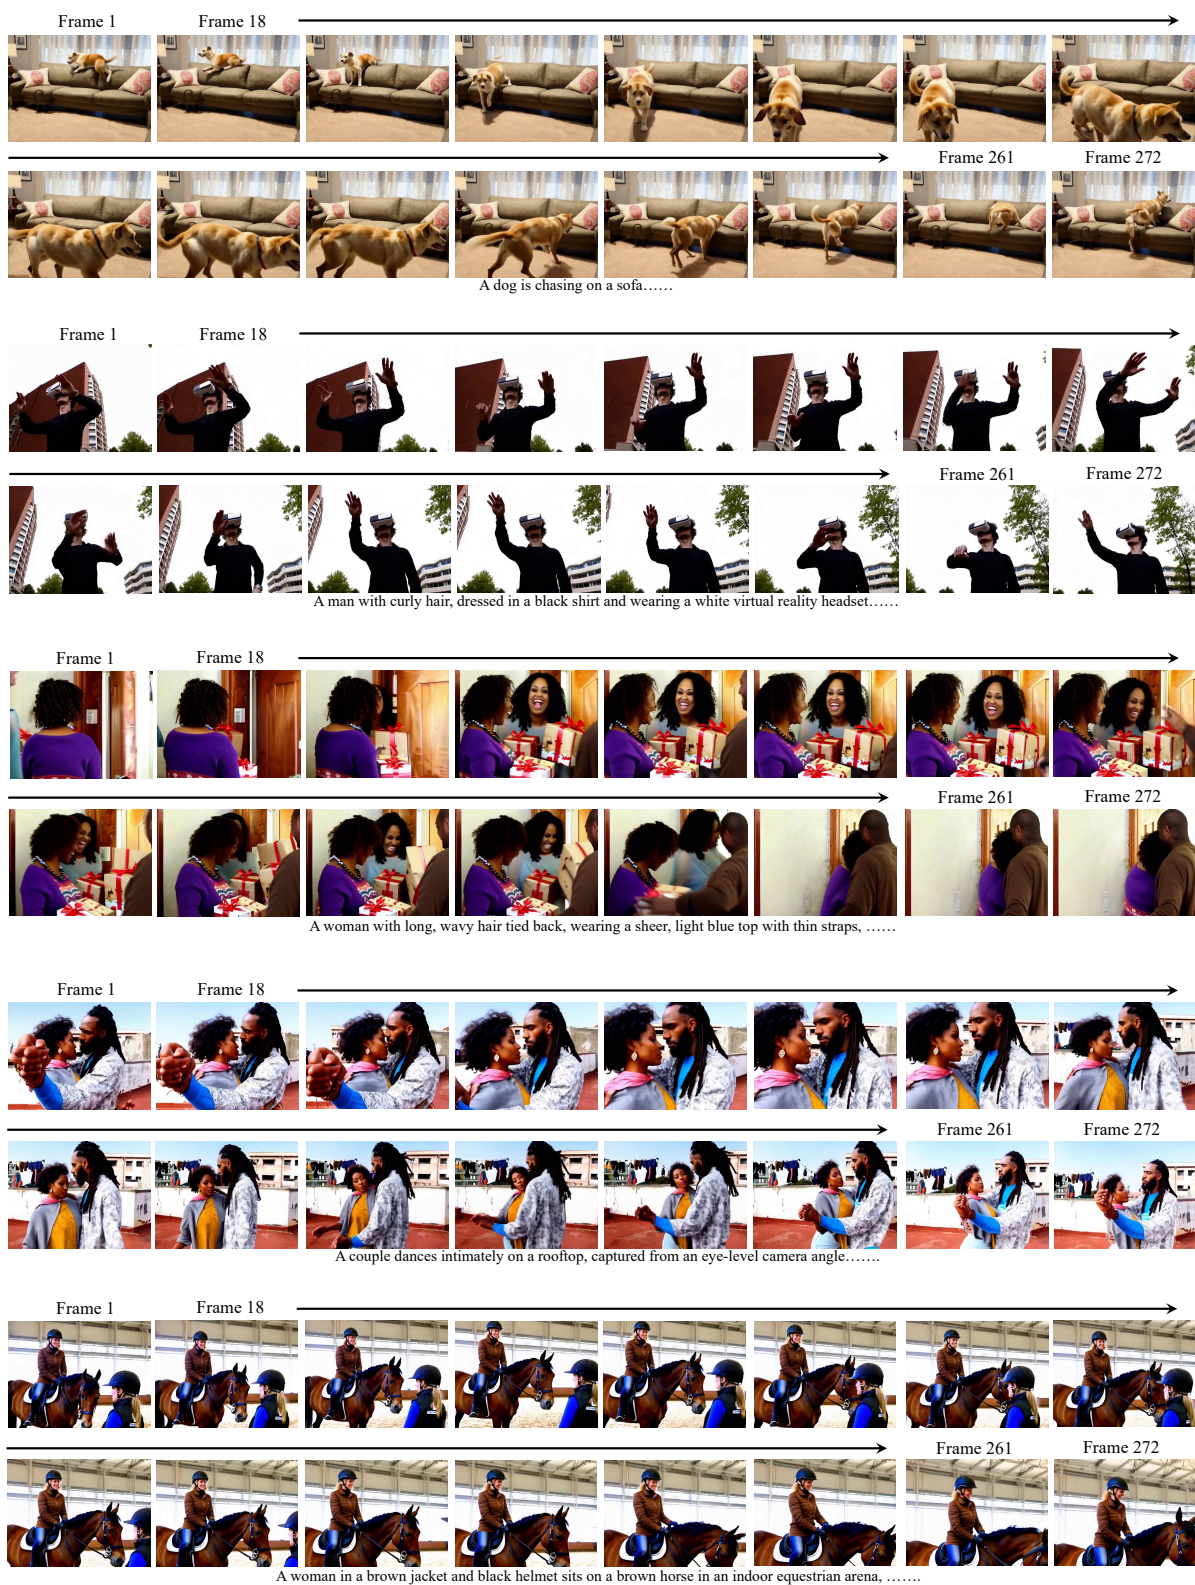 Frame 1 Frame 18
Frame 261 Frame 272
A dog is chasing on a sofa……
Frame 1 Frame 18
Frame 261 Frame 272
A man with curly hair, dressed in a black shirt and wearing a white virtual reality headset……
Frame 1 Frame 18
Frame 261 Frame 272
A woman with long, wavy hair tied back, wearing a sheer, light blue top with thin straps, ……
Frame 1 Frame 18
Frame 261 Frame 272
A couple dances intimately on a rooftop, captured from an eye-level camera angle…….
Frame 1 Frame 18
Frame 261 Frame 272
A woman in a brown jacket and black helmet sits on a brown horse in an indoor equestrian arena, …….